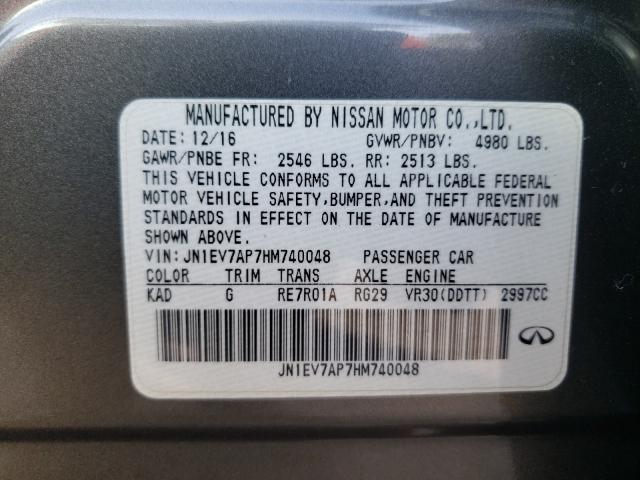 MANUFACTURED BY NISSAN MOTOR CO.,LTD.
DATE: 12/16 GVWR/PNBV: 4980 LBS.
GAWR/PNBE FR: 2546 LBS. RR: 2513 LBS.
THIS VEHICLE CONFORMS TO ALL APPLICABLE FEDERAL
MOTOR VEHICLE SAFETY,BUMPER,AND THEFT PREVENTION
STANDARDS IN EFFECT ON THE DATE OF MANUFACTURE
SHOWN ABOVE.
VIN:JN1EV7AP7HM740048 PASSENGER CAR
COLOR TRIM TRANS AXLE ENGINE
KAD G RE7R01A RG29 VR30(DDTT) 2997CC
JN1EV7AP7HM740048